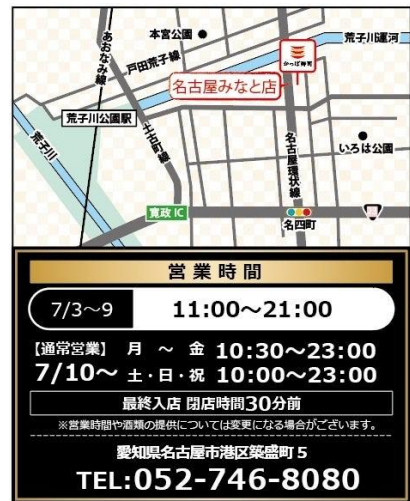 本宮公園
あおなみ線
戸田荒子線
荒子川運河
かっぱ寿司
名古屋みなと店
荒子川公園駅
荒子川
土古町線
名古屋環状線
いろは公園
寛政IC
名四町
営業時間
7/3~9 11:00~21:00
【通常営業】 月 ~ 金 10:30~23:00
7/10~ 土・日・祝 10:00~23:00
最終入店 閉店時間30分前
※営業時間や酒類の提供については変更になる場合がございます。
愛知県名古屋市港区築盛町5
TEL:052-746-8080